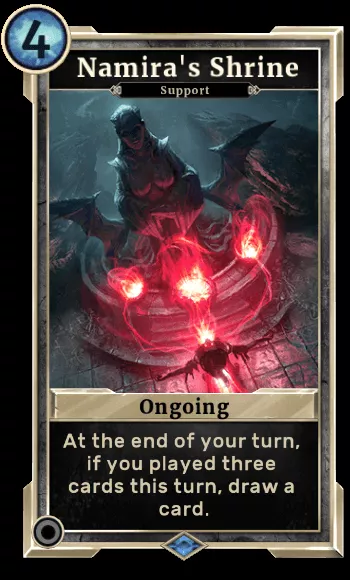 4
Namira's Shrine
Support
Ongoing
At the end of your turn,
if you played three
cards this turn, draw a
card.